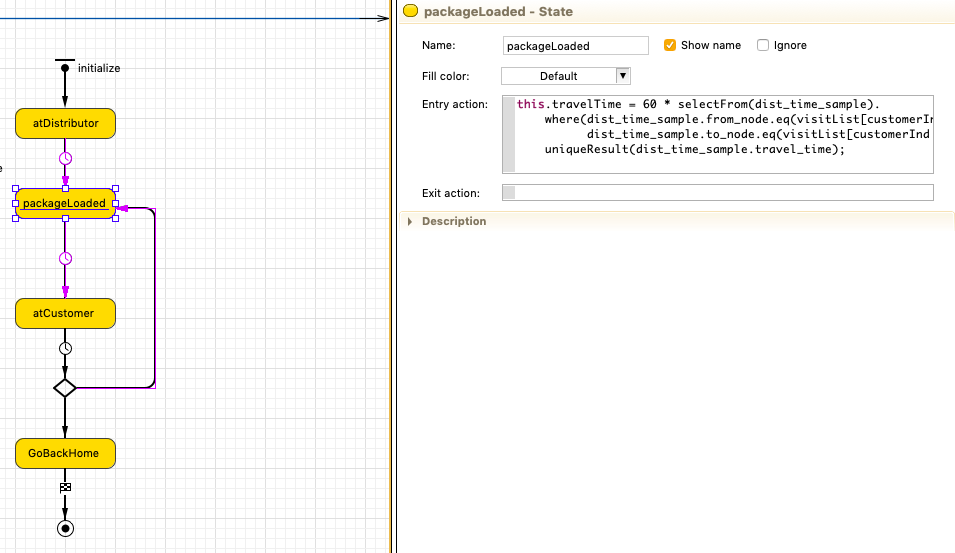 packageLoaded - State
Name:
packageLoaded
Show name
Ignore
Fill color:
Default
Entry action:
this.travelTime = 60 * selectFrom(dist_time_sample).
where(dist_time_sample.from_node.eq(visitList[customerIn
dist_time_sample.to_node.eq(visitList[customerInd
uniqueResult(dist_time_sample.travel_time);
Exit action:
Description
initialize
atDistributor
e
packageLoaded
atCustomer
GoBackHome